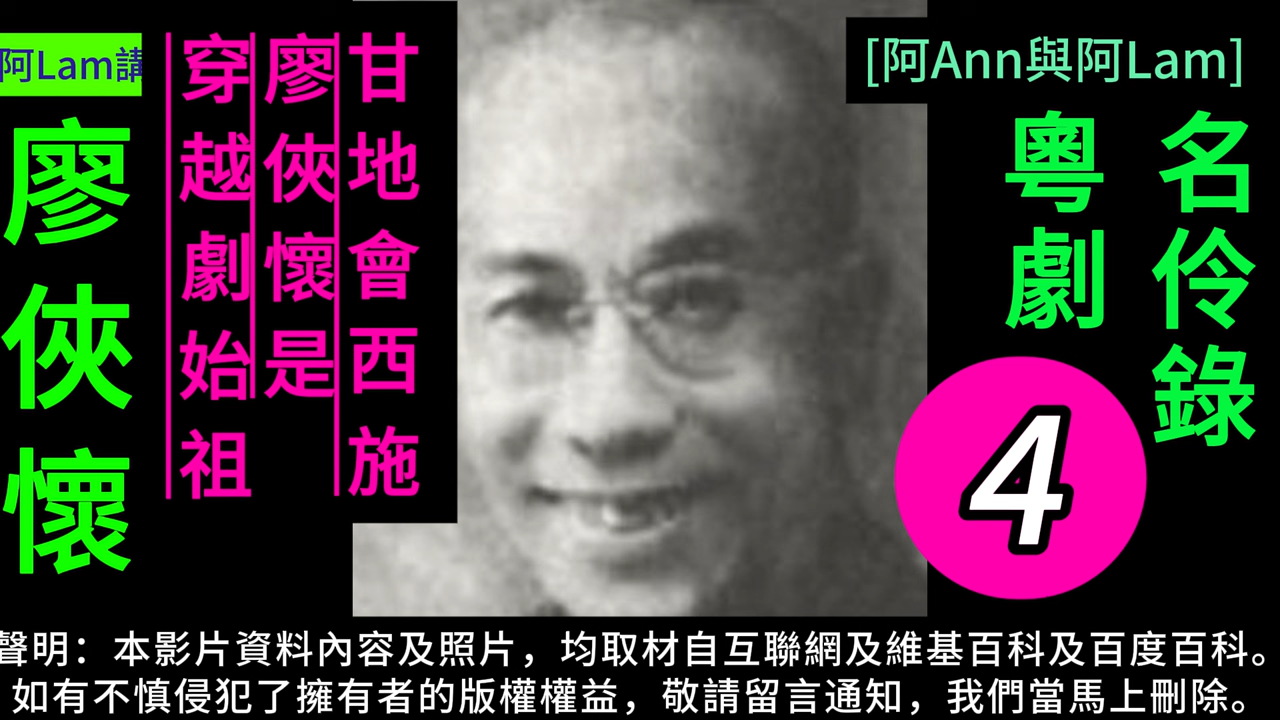 阿Lam講
廖俠懷
甘地會西施
廖俠懷是
穿越劇始祖
[阿Ann與阿Lam]
名伶錄
粵劇
4
聲明：本影片資料內容及照片，均取材自互聯網及維基百科及百度百科。
如有不慎侵犯了擁有者的版權權益，敬請留言通知，我們當馬上刪除。